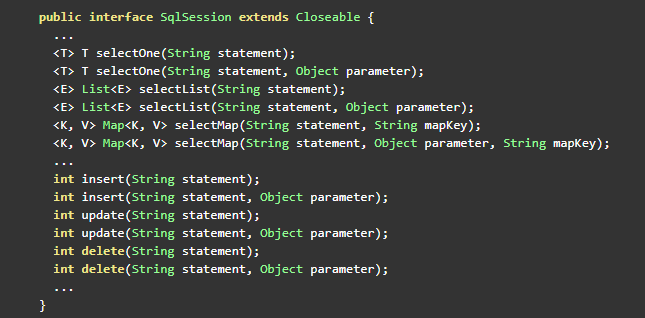 public interface SqlSession extends Closeable {
...
<T> T selectOne(String statement);
<T> T selectOne(String statement, Object parameter);
<E> List<E> selectList(String statement);
<E> List<E> selectList(String statement, Object parameter);
<K, V> Map<K, V> selectMap(String statement, String mapKey);
<K, V> Map<K, V> selectMap(String statement, Object parameter, String mapKey);
...
int insert(String statement);
int insert(String statement, Object parameter);
int update(String statement);
int update(String statement, Object parameter);
int delete(String statement);
int delete(String statement, Object parameter);
...
}